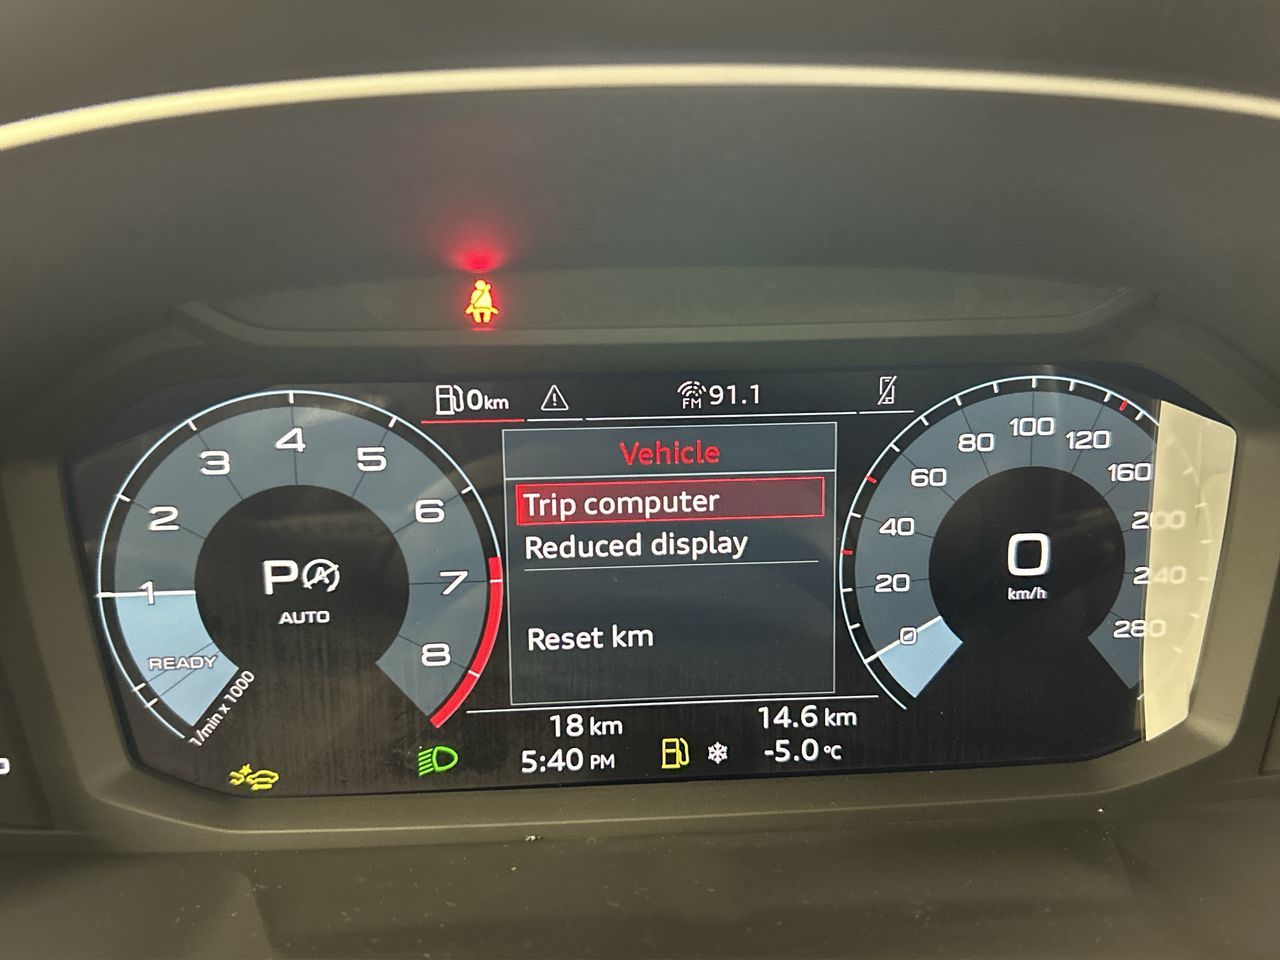 0 km
FM 91.1
Vehicle
Trip computer
Reduced display
Reset km
1
2
3
4
5
6
7
8
READY
1/min x 1000
P A
AUTO
0
20
40
60
80
100
120
160
200
240
280
0
km/h
18 km
14.6 km
5:40 PM
-5.0 °C